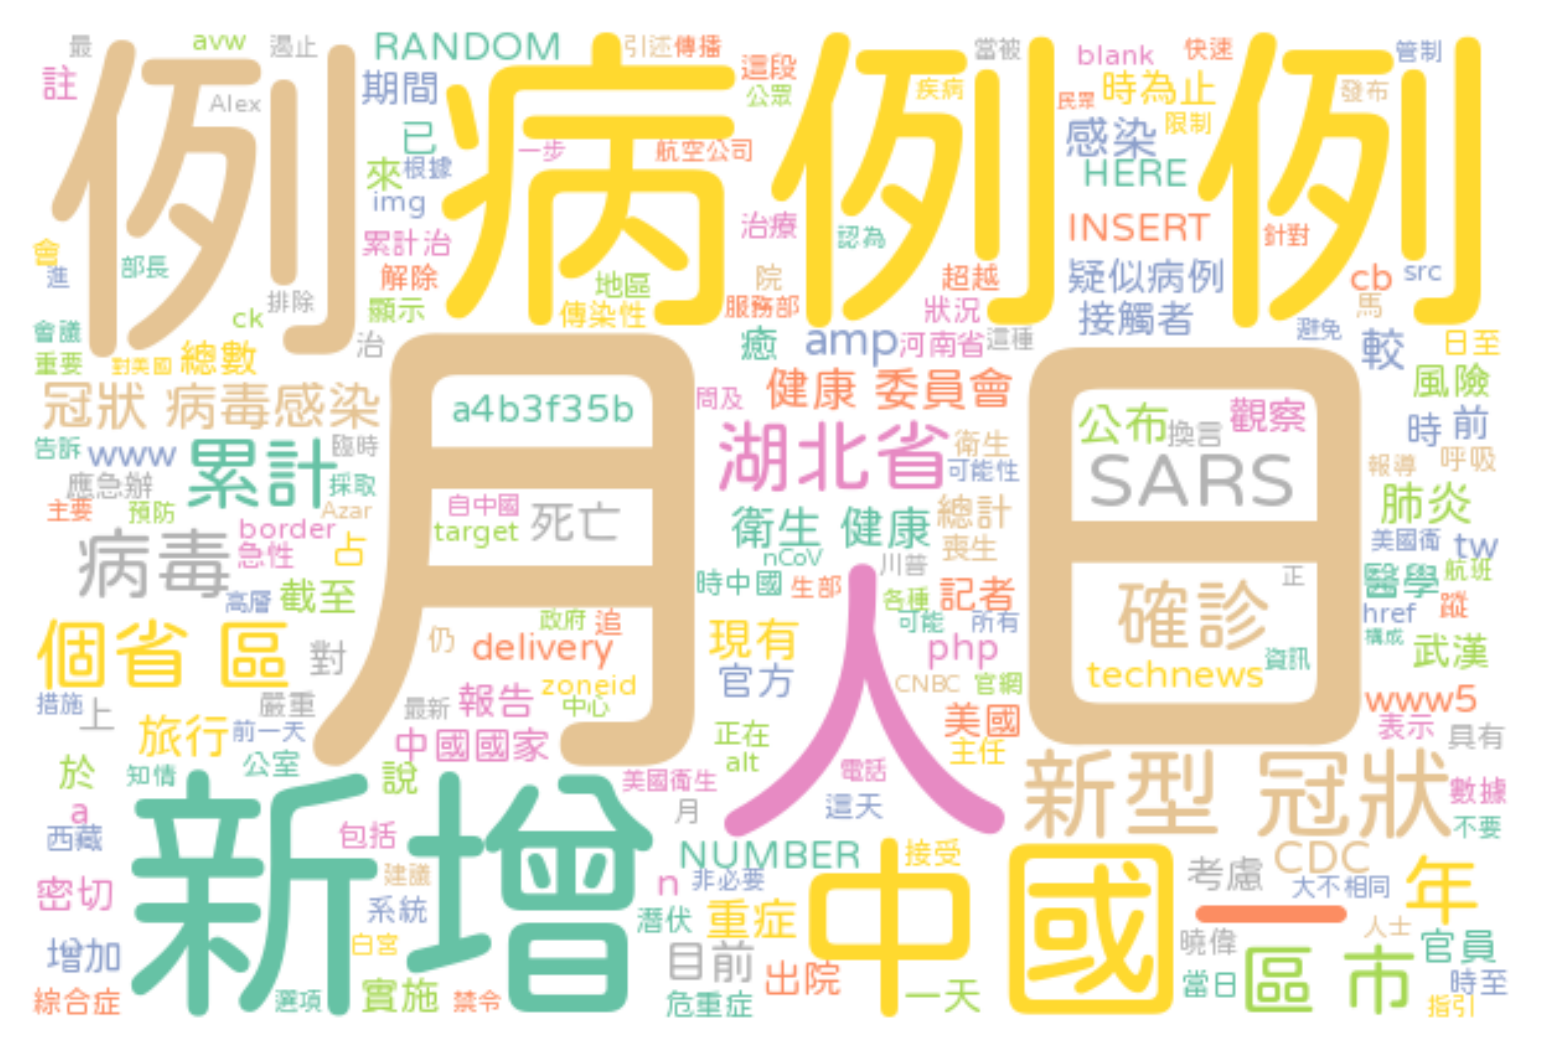 最 avw 遏止 RANDOM 引述 傳播 當被 blank 快速 管制
註 例 Alex 期間 病例 例 這段 公眾 疾病 民眾 時為止 發布
已 一步 航空公司 感染 限制
來 根據 HERE
img 治療 認為 INSERT 針對
會 累計治
進 部長 解除 地區 院 超越 疑似病例 cb src
排除 顯示 傳染性 服務部 狀況 接觸者 馬
會議 ck 治 癒 amp 河南省 這種 避免 較 日至
重要 對美國 總數
冠狀 病毒感染 月 a4b3f35b 問及 健康 委員會 日 公布 換言 觀察 風險
告訴 www 累計 臨時 湖北省 衛生 SARS 時 前
應急辦 採取 可能性 報導 呼吸
主要 預防 Azar 自中國 target 死亡 衛生 健康 總計 肺炎
病毒 border 急性 占 nCoV 喪生 美國衛 tw
高層 截至 時中國 生部 川普 各種 記者 正 醫學 航班
個省 區 對 政府 追 人 可能 所有 確診 href 蹤
仍 delivery 現有 php technews 資訊 構成 武漢
措施 上 嚴重 最新 報告 zoneid 中心 官方 CNBC 官網 www5
旅行 前一天 中國國家 正在 美國 主任 表示 具有
於 知情 公室 說 alt 電話 新型 冠狀
a 新增 美國衛生 月 這天 數據
西藏 包括 NUMBER 中國 接受 CDC 不要
密切 建議 n 非必要 考慮 大不相同 年
系統 潛伏 重症 一 人士
增加 白宮 目前 出院 曉偉 區 市 官員
綜合症 選項 實施 禁令 危重症 一天 當日 時至 指引